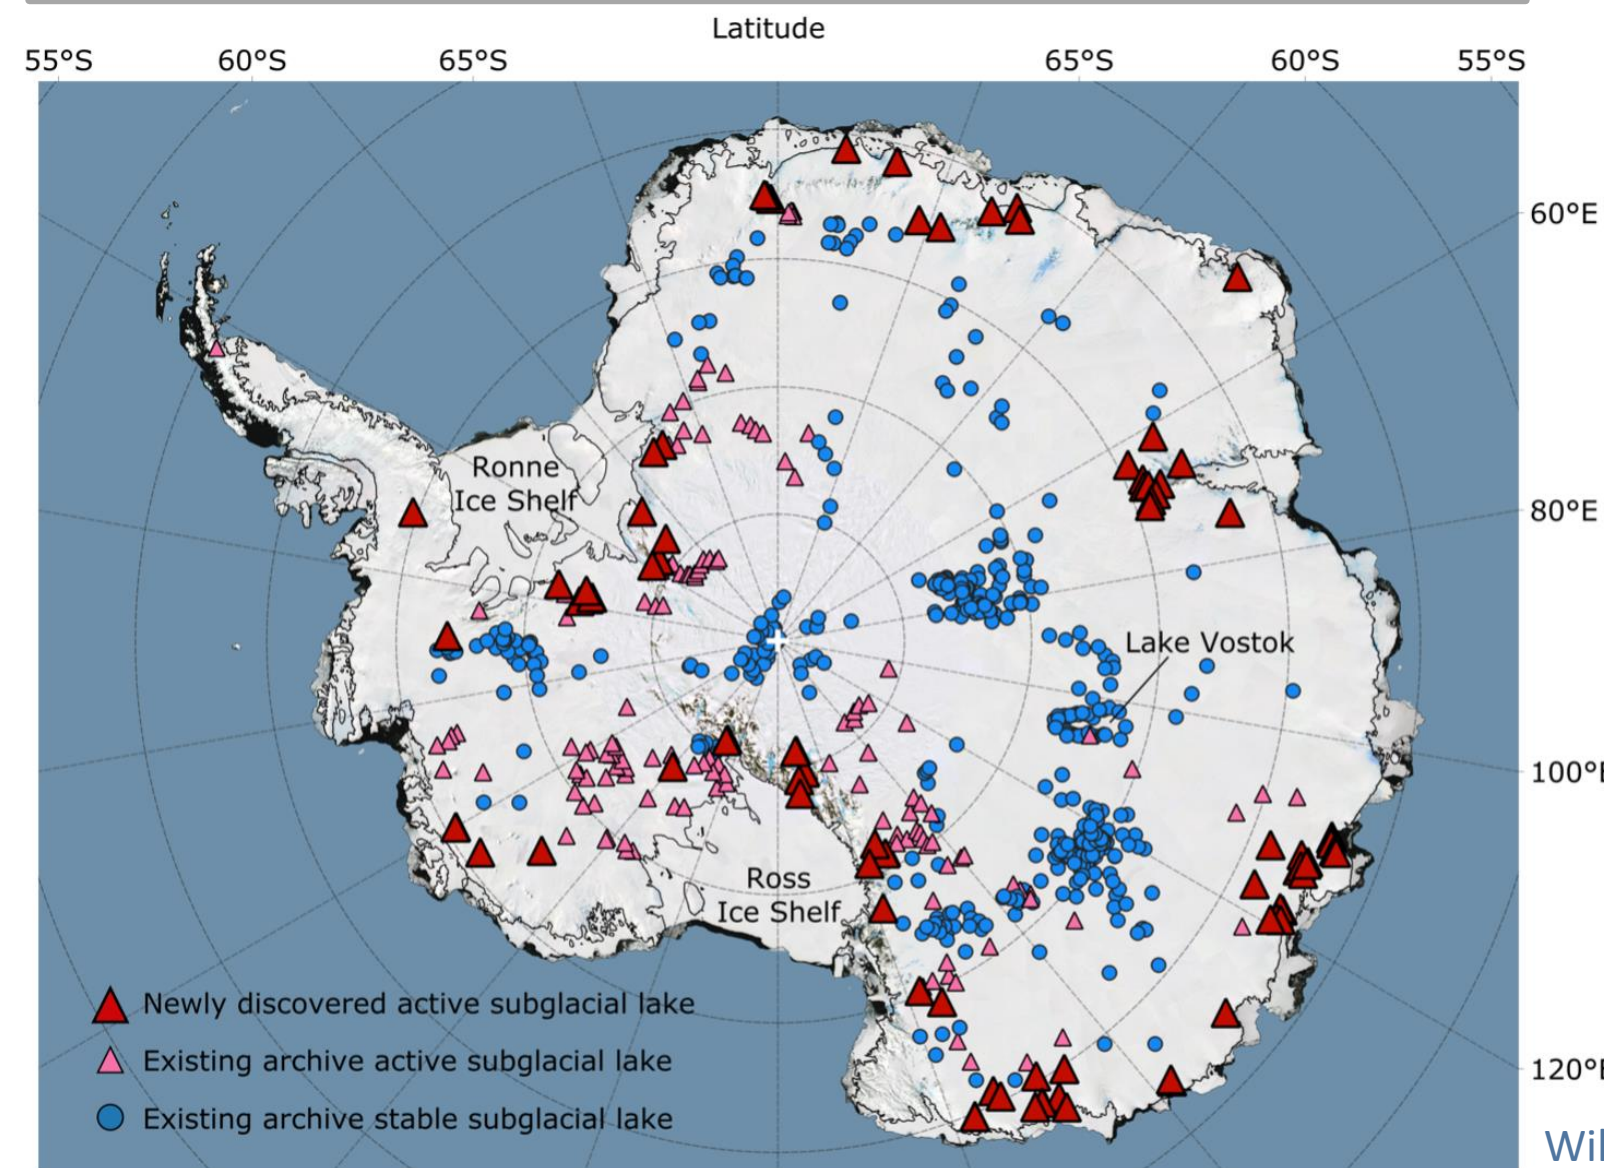 Latitude
55°S 60°S 65°S 65°S 60°S 55°S
60°E
Ronne
Ice Shelf
80°E
Lake Vostok
100°E
Ross
Ice Shelf
Newly discovered active subglacial lake
Existing archive active subglacial lake
120°E
Existing archive stable subglacial lake